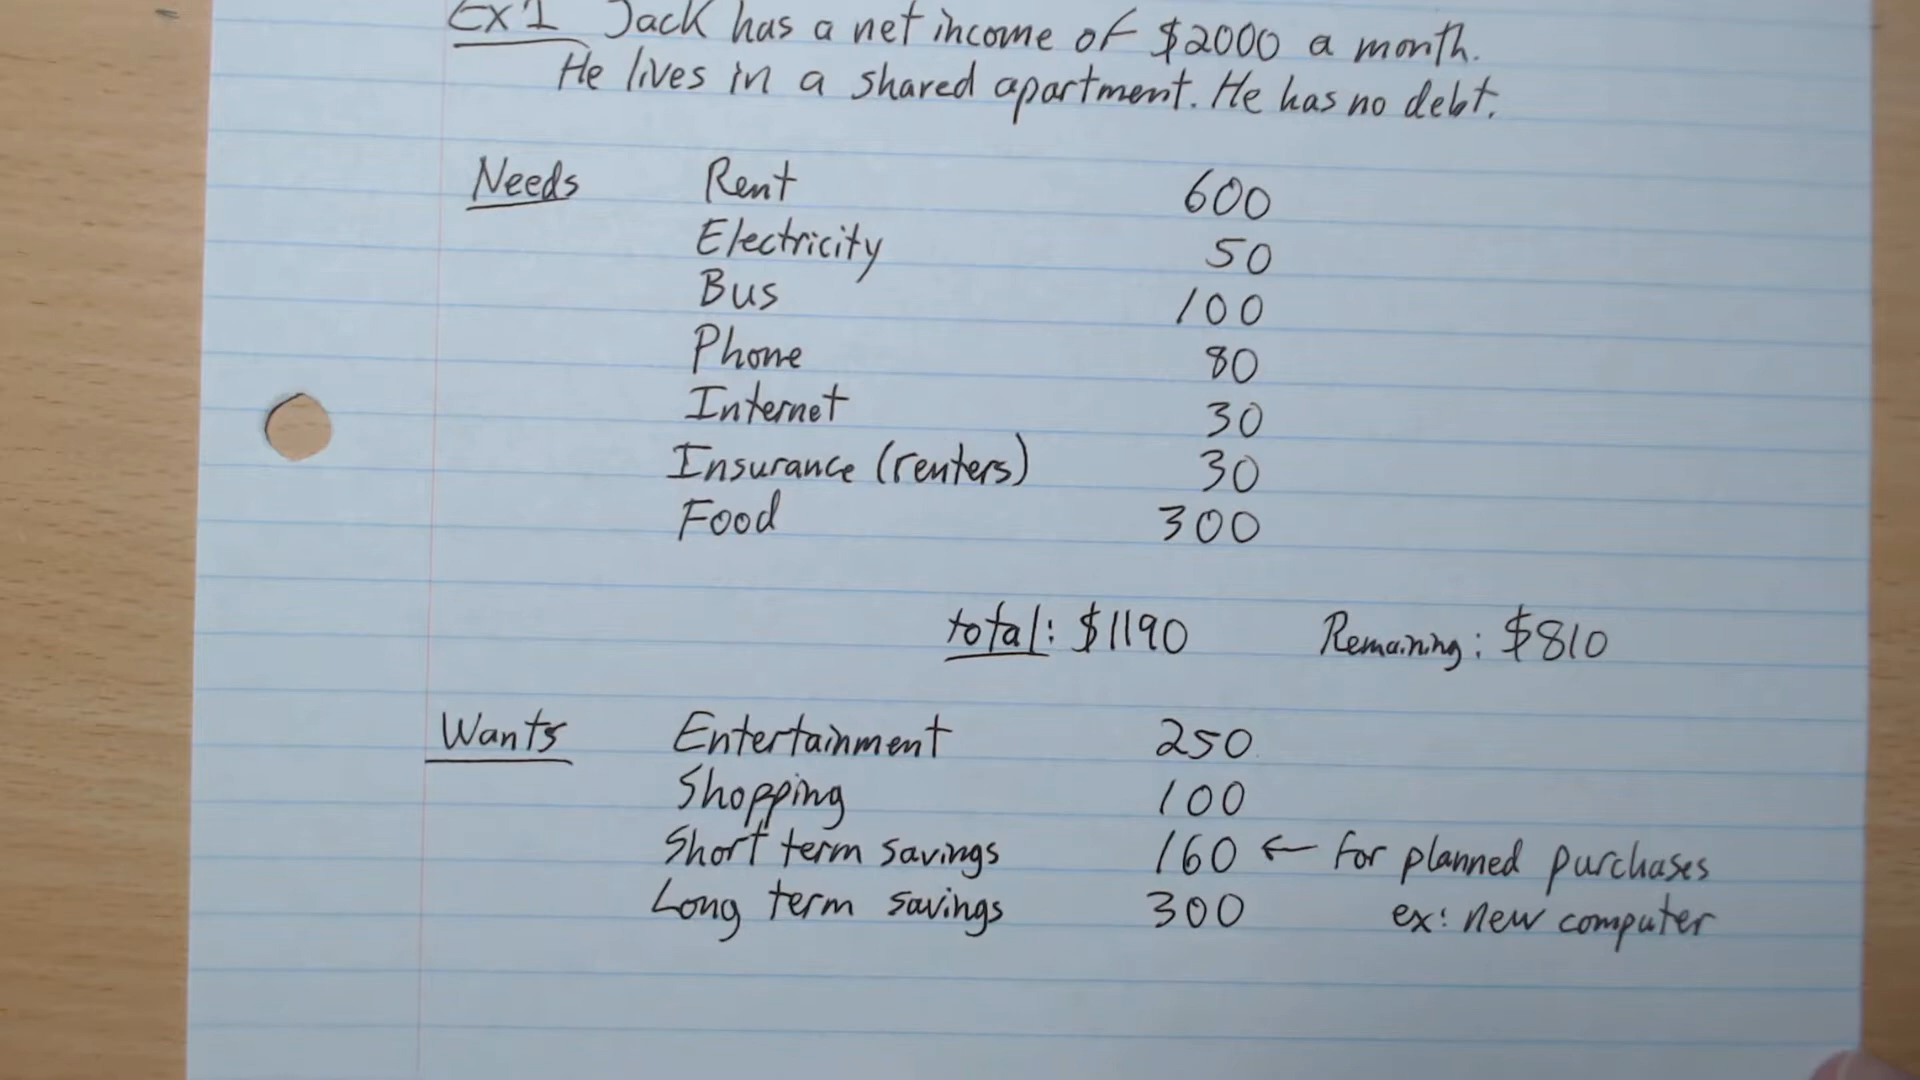 Ex 1 Jack has a net income of $2000 a month.
He lives in a shared apartment. He has no debt.
Needs Rent 600
Electricity 50
Bus 100
Phone 80
Internet 30
Insurance (renters) 30
Food 300
total: $1190 Remaining: $810
Wants Entertainment 250
Shopping 100
Short term savings 160 ← for planned purchases
Long term savings 300 ex: new computer